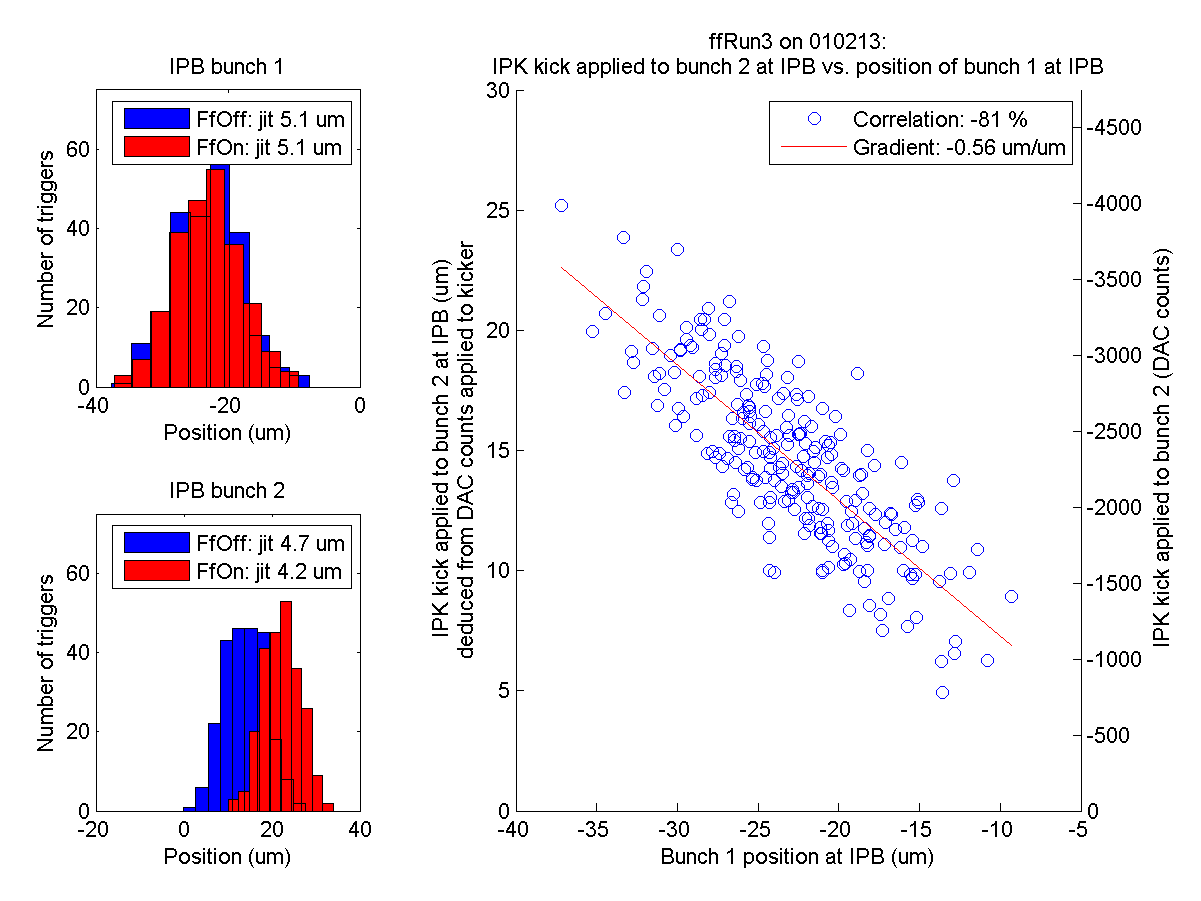 IPB bunch 1
FfOff: jit 5.1 um
FfOn: jit 5.1 um
Number of triggers
60
40
20
0
-40
-20
0
Position (um)
IPB bunch 2
FfOff: jit 4.7 um
FfOn: jit 4.2 um
Number of triggers
60
40
20
0
-20
0
20
40
Position (um)
ffRun3 on 010213:
IPK kick applied to bunch 2 at IPB vs. position of bunch 1 at IPB
Correlation: -81 %
Gradient: -0.56 um/um
IPK kick applied to bunch 2 at IPB (um)
deduced from DAC counts applied to kicker
30
25
20
15
10
5
0
-40
-35
-30
-25
-20
-15
-10
-5
Bunch 1 position at IPB (um)
-4500
-4000
-3500
-3000
-2500
-2000
-1500
-1000
-500
0
IPK kick applied to bunch 2 (DAC counts)